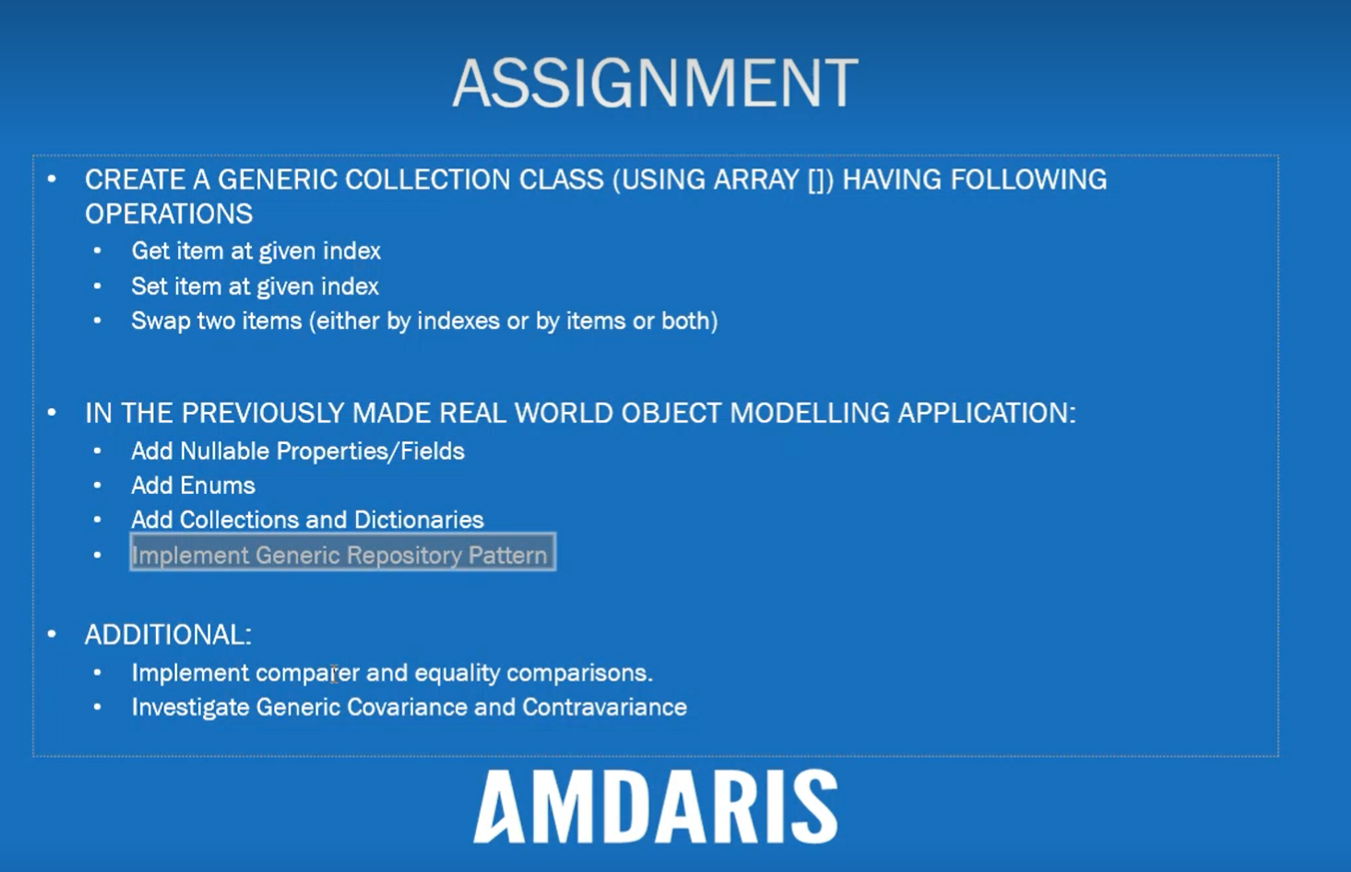 ASSIGNMENT
• CREATE A GENERIC COLLECTION CLASS (USING ARRAY []) HAVING FOLLOWING
OPERATIONS
• Get item at given index
• Set item at given index
• Swap two items (either by indexes or by items or both)
• IN THE PREVIOUSLY MADE REAL WORLD OBJECT MODELLING APPLICATION:
• Add Nullable Properties/Fields
• Add Enums
• Add Collections and Dictionaries
• Implement Generic Repository Pattern
• ADDITIONAL:
• Implement comparer and equality comparisons.
• Investigate Generic Covariance and Contravariance
AMDARIS